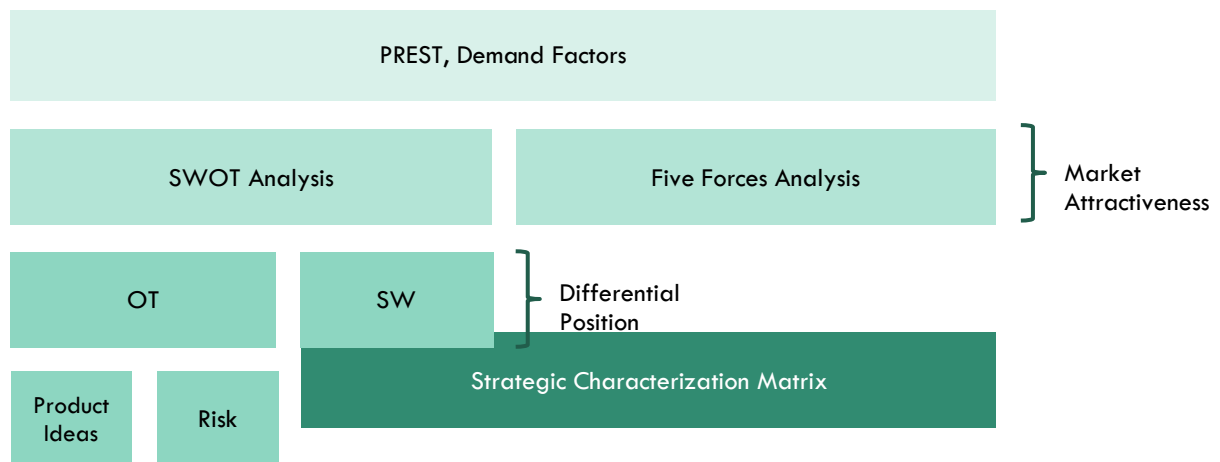 PREST, Demand Factors
SWOT Analysis
Five Forces Analysis
Market
Attractiveness
OT
SW
Differential
Position
Strategic Characterization Matrix
Product
Ideas
Risk